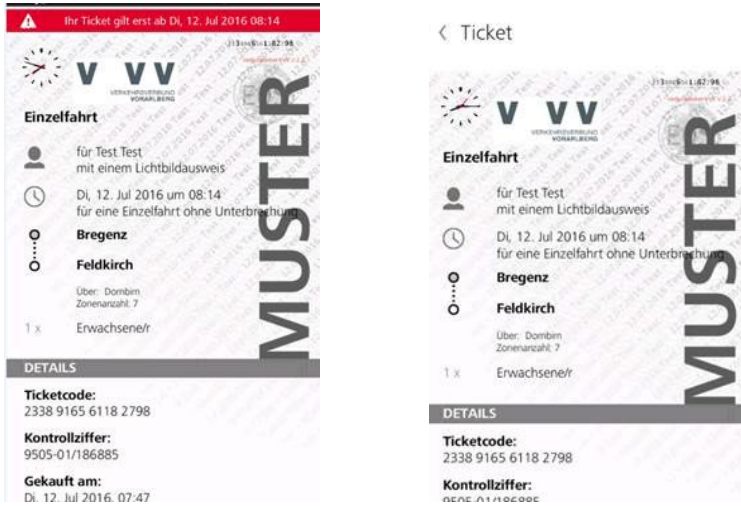 Ihr Ticket gilt erst ab Di, 12. Jul 2016 08:14
V VV
VERKEHRSVERBUND
VORARLBERG
Einzelfahrt
für Test Test
mit einem Lichtbildausweis
Di, 12. Jul 2016 um 08:14
für eine Einzelfahrt ohne Unterbrechung
Bregenz
Feldkirch
Über: Dornbirn
Zonenanzahl: 7
1 x Erwachsene/r
MUSTER
DETAILS
Ticketcode:
2338 9165 6118 2798
Kontrollziffer:
9505-01/186885
Gekauft am:
Di, 12. Jul 2016, 07:47
Ticket
V VV
VERKEHRSVERBUND
VORARLBERG
Einzelfahrt
für Test Test
mit einem Lichtbildausweis
Di, 12. Jul 2016 um 08:14
für eine Einzelfahrt ohne Unterbrechung
Bregenz
Feldkirch
Über: Dornbirn
Zonenanzahl: 7
1 x Erwachsene/r
MUSTER
DETAILS
Ticketcode:
2338 9165 6118 2798
Kontrollziffer:
9505-01/186885